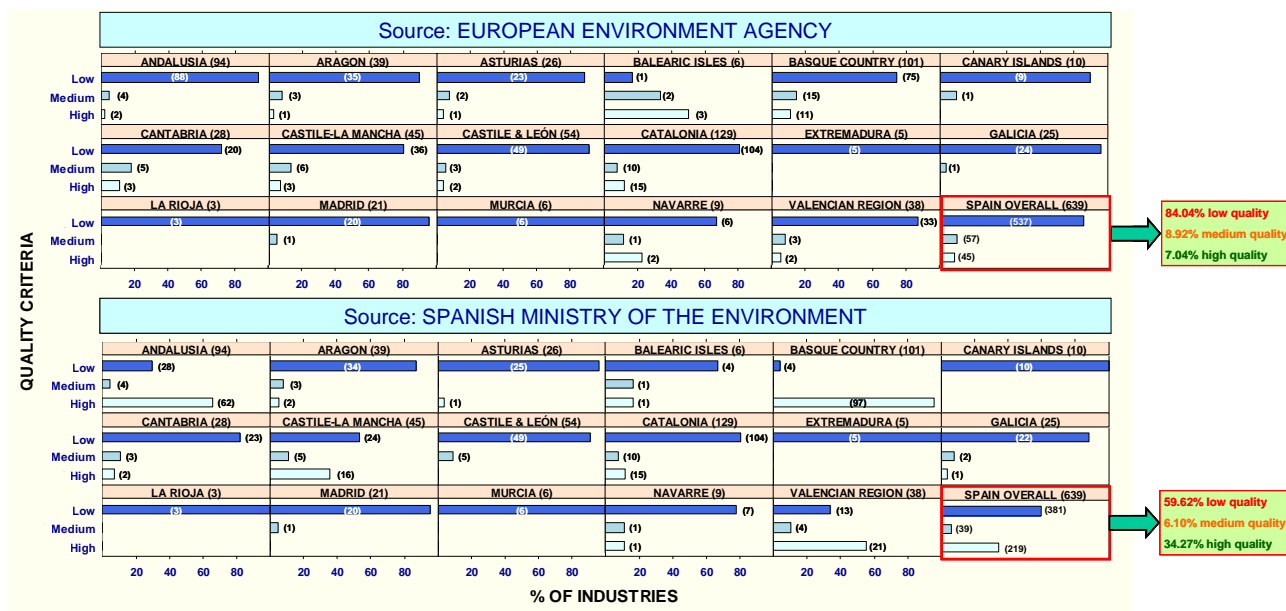 Source: EUROPEAN ENVIRONMENT AGENCY
ANDALUSIA (94) ARAGON (39) ASTURIAS (26) BALEARIC ISLES (6) BASQUE COUNTRY (101) CANARY ISLANDS (10)
Low (88) (35) (23) (1) (75) (9)
Medium (4) (3) (2) (2) (15) (1)
High (2) (1) (1) (3) (11)
CANTABRIA (28) CASTILE-LA MANCHA (45) CASTILE & LEÓN (54) CATALONIA (129) EXTREMADURA (5) GALICIA (25)
Low (20) (36) (49) (104) (5) (24)
Medium (5) (6) (3) (10) (1)
High (3) (3) (2) (15)
LA RIOJA (3) MADRID (21) MURCIA (6) NAVARRE (9) VALENCIAN REGION (38) SPAIN OVERALL (639)
Low (3) (20) (6) (6) (33) (537)
Medium (1) (1) (3) (57)
High (2) (2) (45)
84.04% low quality
8.92% medium quality
7.04% high quality
20 40 60 80 20 40 60 80 20 40 60 80 20 40 60 80 20 40 60 80
QUALITY CRITERIA
Source: SPANISH MINISTRY OF THE ENVIRONMENT
ANDALUSIA (94) ARAGON (39) ASTURIAS (26) BALEARIC ISLES (6) BASQUE COUNTRY (101) CANARY ISLANDS (10)
Low (28) (34) (25) (4) (4) (10)
Medium (4) (3) (1)
High (62) (2) (1) (1) (97)
CANTABRIA (28) CASTILE-LA MANCHA (45) CASTILE & LEÓN (54) CATALONIA (129) EXTREMADURA (5) GALICIA (25)
Low (23) (24) (49) (104) (5) (22)
Medium (3) (5) (5) (10) (2)
High (2) (16) (15) (1)
LA RIOJA (3) MADRID (21) MURCIA (6) NAVARRE (9) VALENCIAN REGION (38) SPAIN OVERALL (639)
Low (3) (20) (6) (7) (13) (381)
Medium (1) (1) (4) (39)
High (1) (21) (219)
59.62% low quality
6.10% medium quality
34.27% high quality
20 40 60 80 20 40 60 80 20 40 60 80 20 40 60 80 20 40 60 80
% OF INDUSTRIES